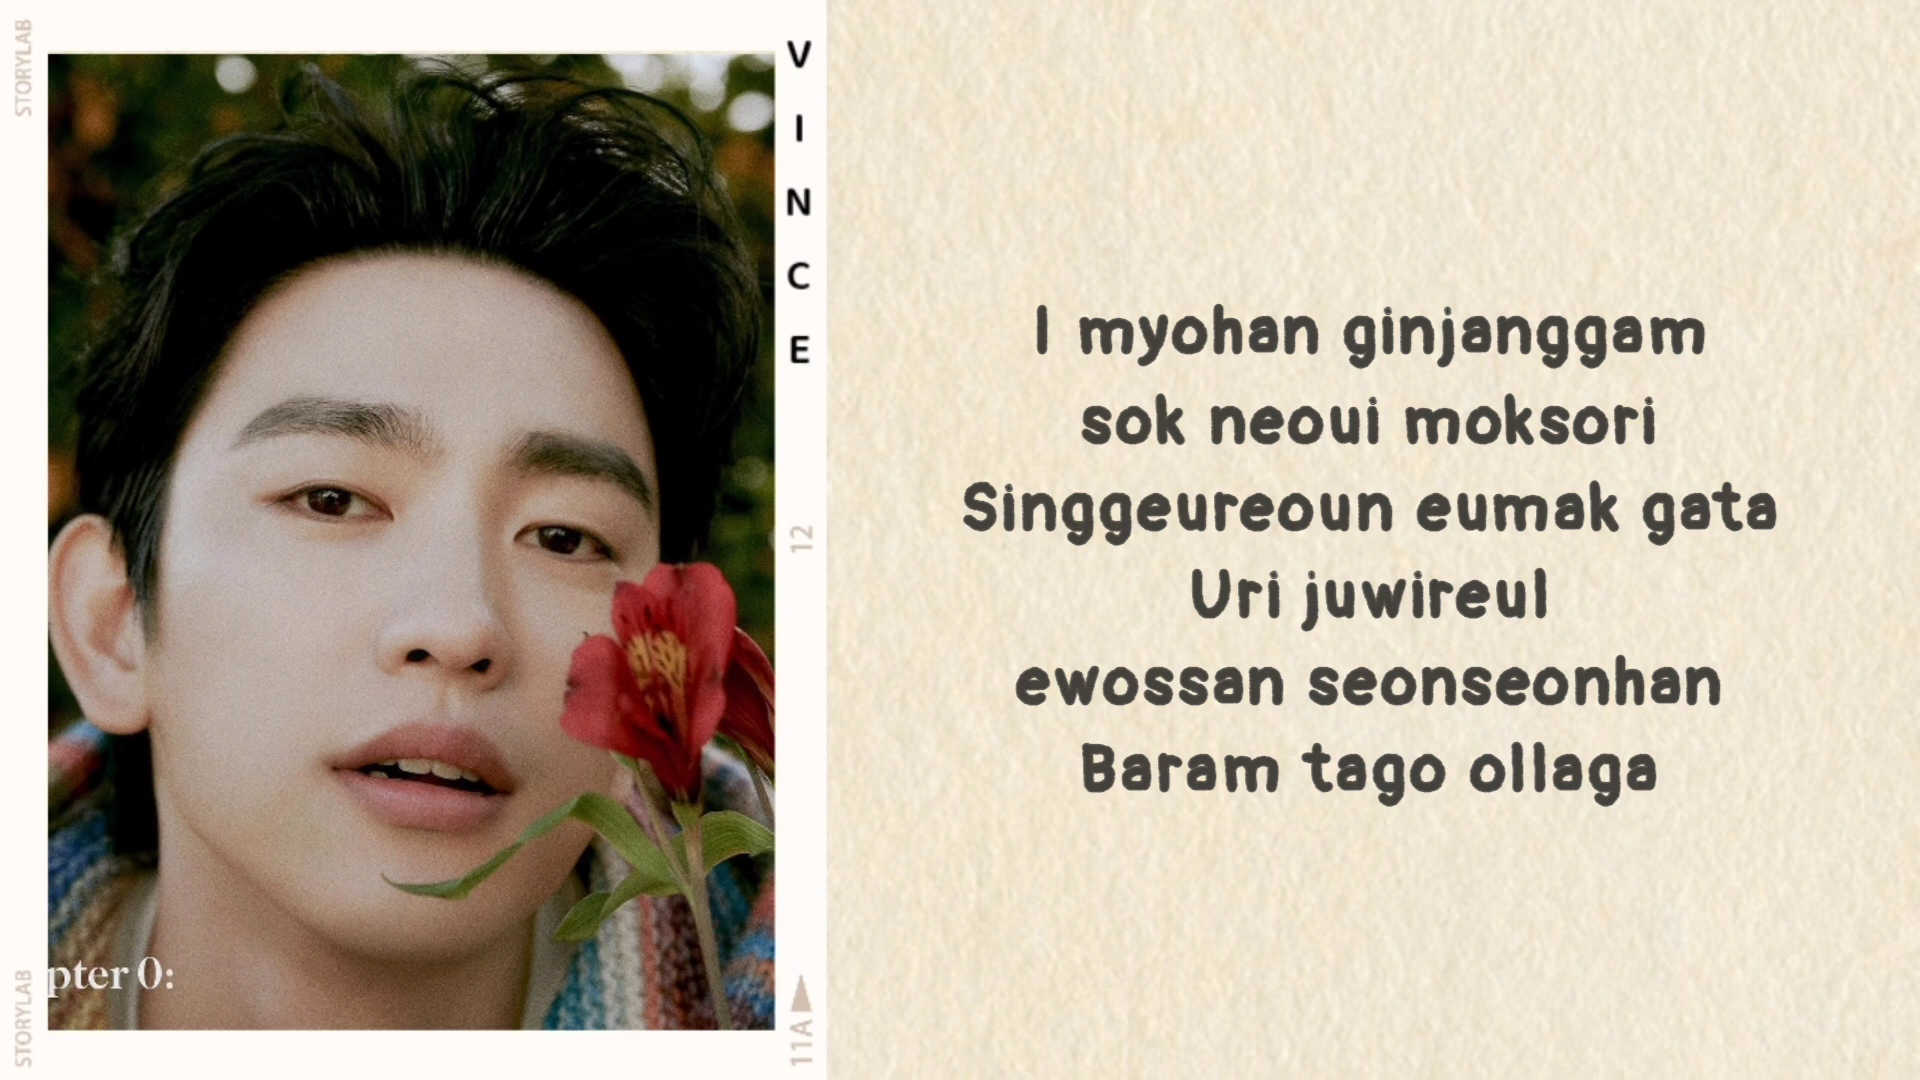 STORYLAB
VINCE
12
pter 0:
STORYLAB
11A
I myohan ginjanggam
sok neoui moksori
Singgeureoun eumak gata
Uri juwireul
ewossan seonseonhan
Baram tago ollaga